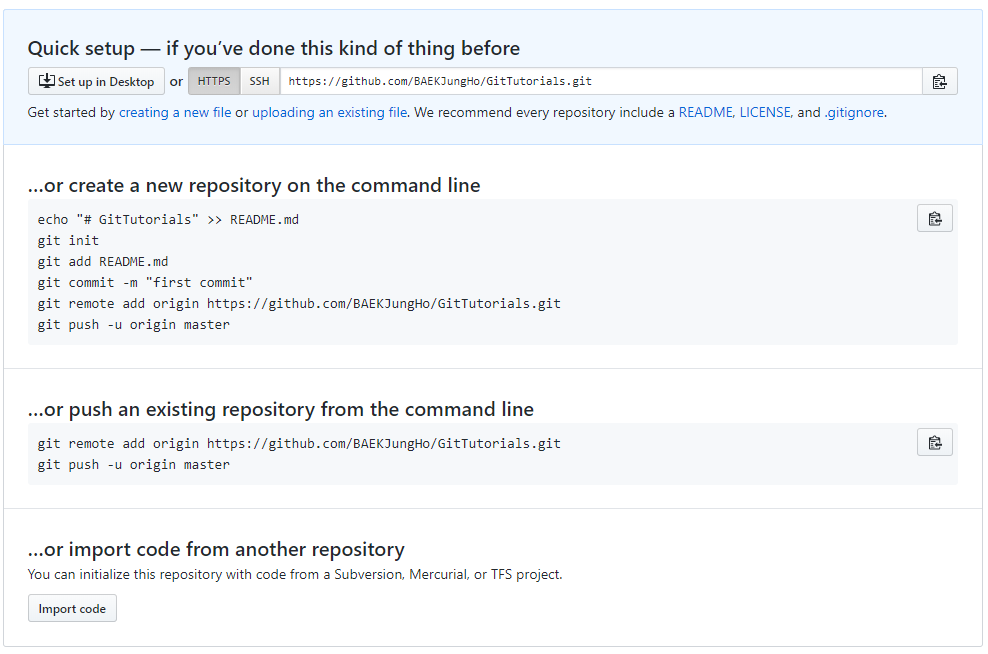 Quick setup — if you’ve done this kind of thing before
Set up in Desktop or HTTPS SSH https://github.com/BAEKJungHo/GitTutorials.git
Get started by creating a new file or uploading an existing file. We recommend every repository include a README, LICENSE, and .gitignore.
…or create a new repository on the command line
echo "# GitTutorials" >> README.md
git init
git add README.md
git commit -m "first commit"
git remote add origin https://github.com/BAEKJungHo/GitTutorials.git
git push -u origin master
…or push an existing repository from the command line
git remote add origin https://github.com/BAEKJungHo/GitTutorials.git
git push -u origin master
…or import code from another repository
You can initialize this repository with code from a Subversion, Mercurial, or TFS project.
Import code